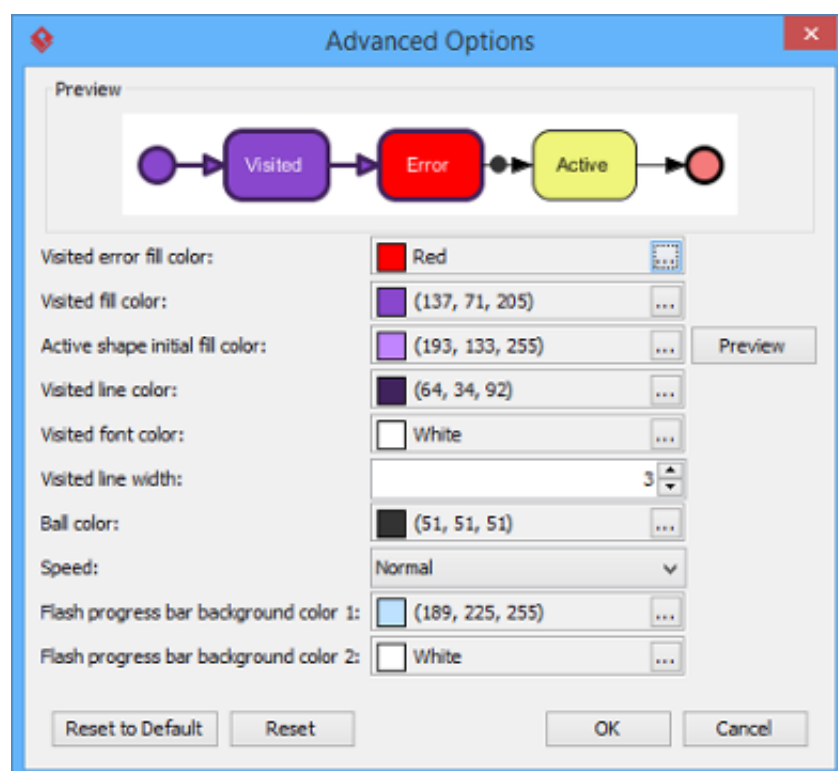 Advanced Options
Preview
Visited Error Active
Visited error fill color: Red ...
Visited fill color: (137, 71, 205) ...
Active shape initial fill color: (193, 133, 255) ... Preview
Visited line color: (64, 34, 92) ...
Visited font color: White ...
Visited line width: 3
Ball color: (51, 51, 51) ...
Speed: Normal
Flash progress bar background color 1: (189, 225, 255) ...
Flash progress bar background color 2: White ...
Reset to Default Reset OK Cancel